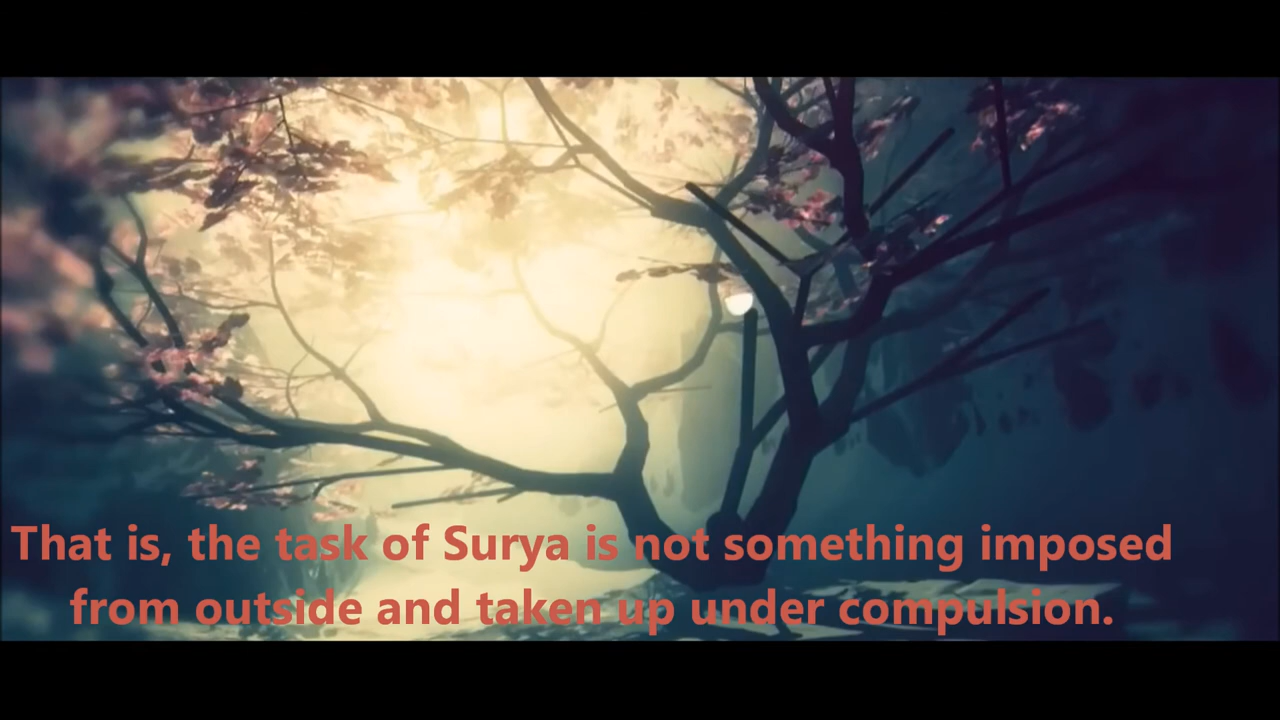 That is, the task of Surya is not something imposed
from outside and taken up under compulsion.